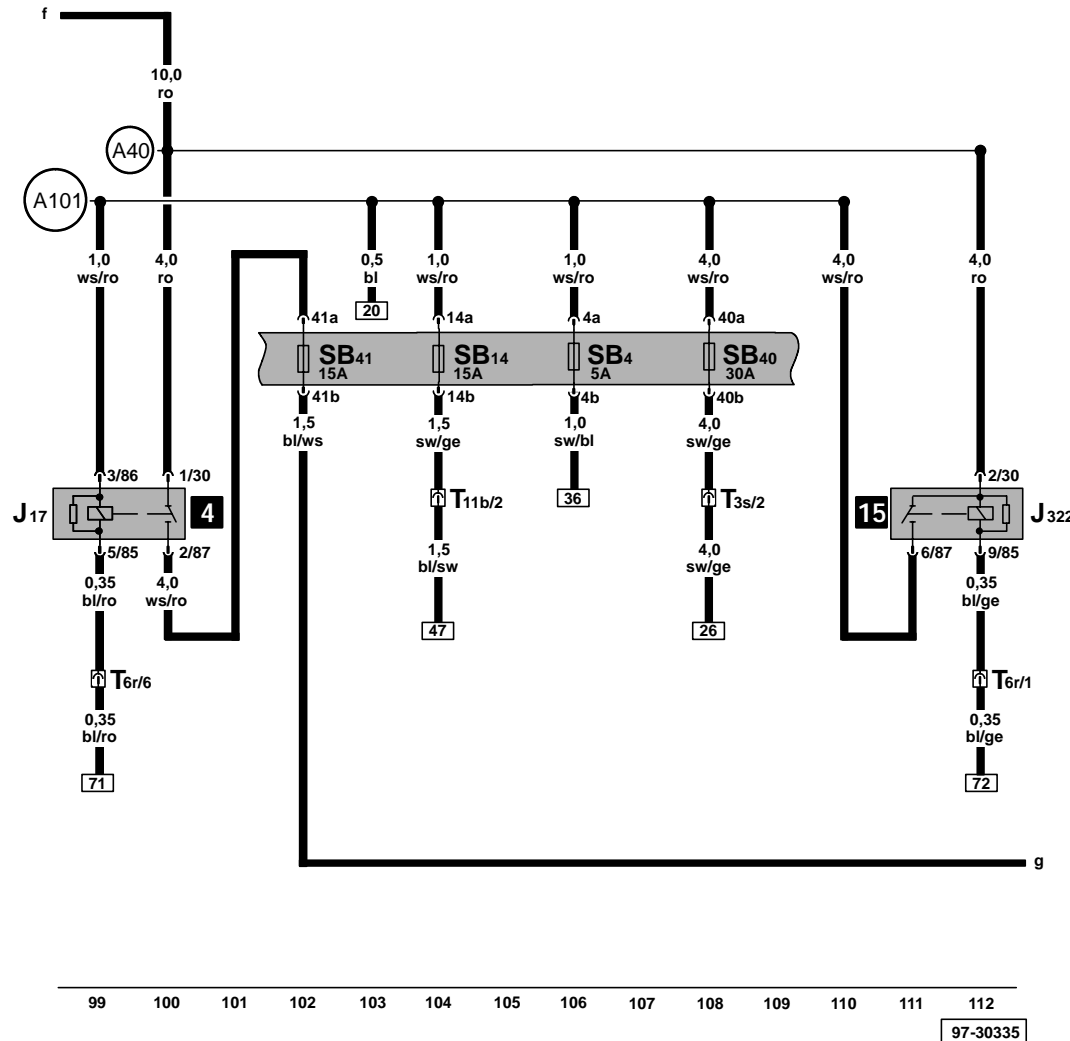 f
10,0
ro
A40
A101
1,0
ws/ro
4,0
ro
0,5
bl
1,0
ws/ro
1,0
ws/ro
4,0
ws/ro
4,0
ws/ro
4,0
ro
20
41a
14a
4a
40a
SB41
15A
SB14
15A
SB4
5A
SB40
30A
41b
14b
4b
40b
1,5
bl/ws
1,5
sw/ge
1,0
sw/bl
4,0
sw/ge
3/86
1/30
2/30
T11b/2
36
T3s/2
J17
4
15
J322
5/85
2/87
6/87
9/85
0,35
bl/ro
4,0
ws/ro
1,5
bl/sw
4,0
sw/ge
0,35
bl/ge
47
26
T6r/6
T6r/1
0,35
bl/ro
0,35
bl/ge
71
72
g
99 100 101 102 103 104 105 106 107 108 109 110 111 112
97-30335